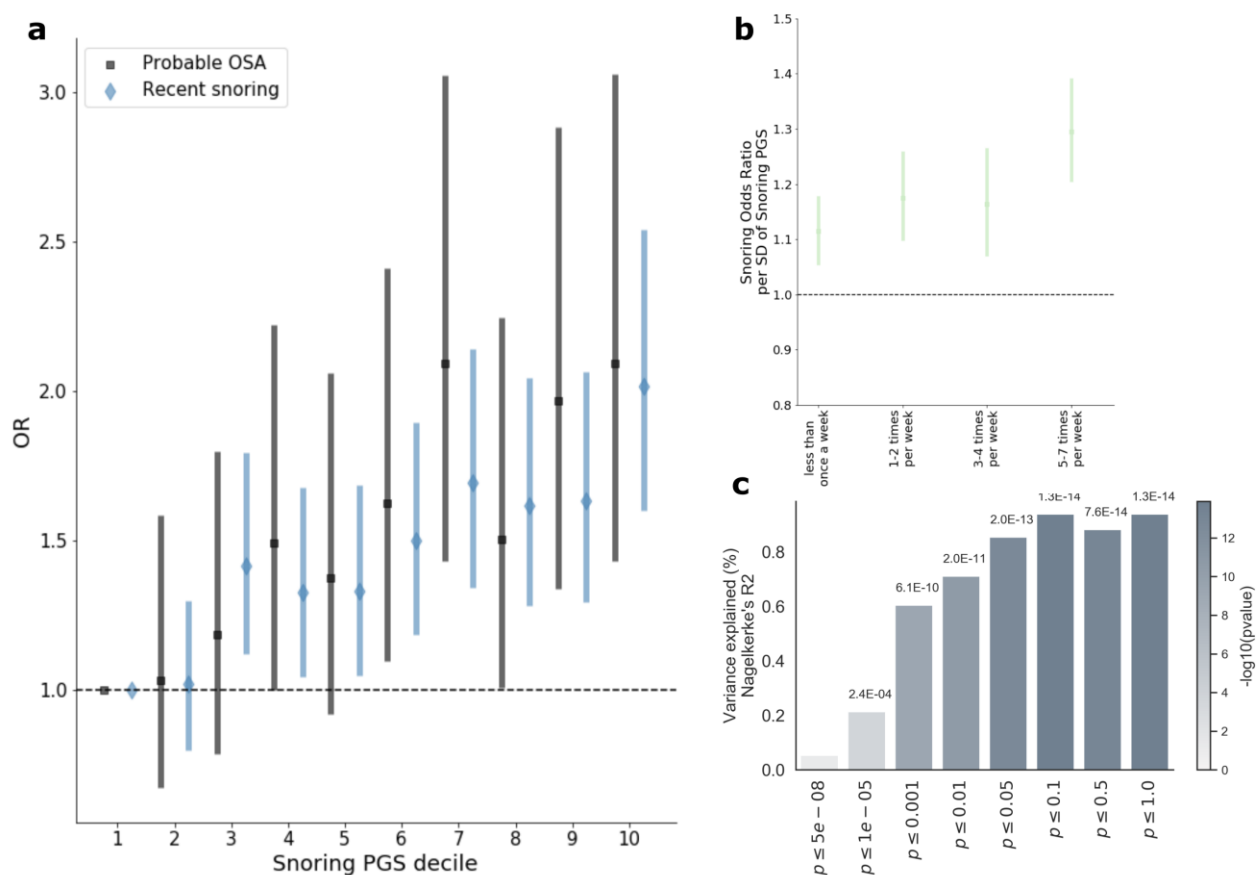 a
Probable OSA
Recent snoring
3.0
2.5
2.0
1.5
1.0
OR
1 2 3 4 5 6 7 8 9 10
Snoring PGS decile
b
1.5
1.4
1.3
1.2
1.1
1.0
0.9
0.8
Snoring Odds Ratio
per SD of Snoring PGS
less than
once a week
1-2 times
per week
3-4 times
per week
5-7 times
per week
c
0.8
0.6
0.4
0.2
0.0
Variance explained (%)
Nagelkerke's R2
2.4E-04
6.1E-10
2.0E-11
2.0E-13
1.3E-14
7.6E-14
1.3E-14
p ≤ 5e − 08
p ≤ 1e − 05
p ≤ 0.001
p ≤ 0.01
p ≤ 0.05
p ≤ 0.1
p ≤ 0.5
p ≤ 1.0
12
10
8
6
4
2
0
-log10(pvalue)